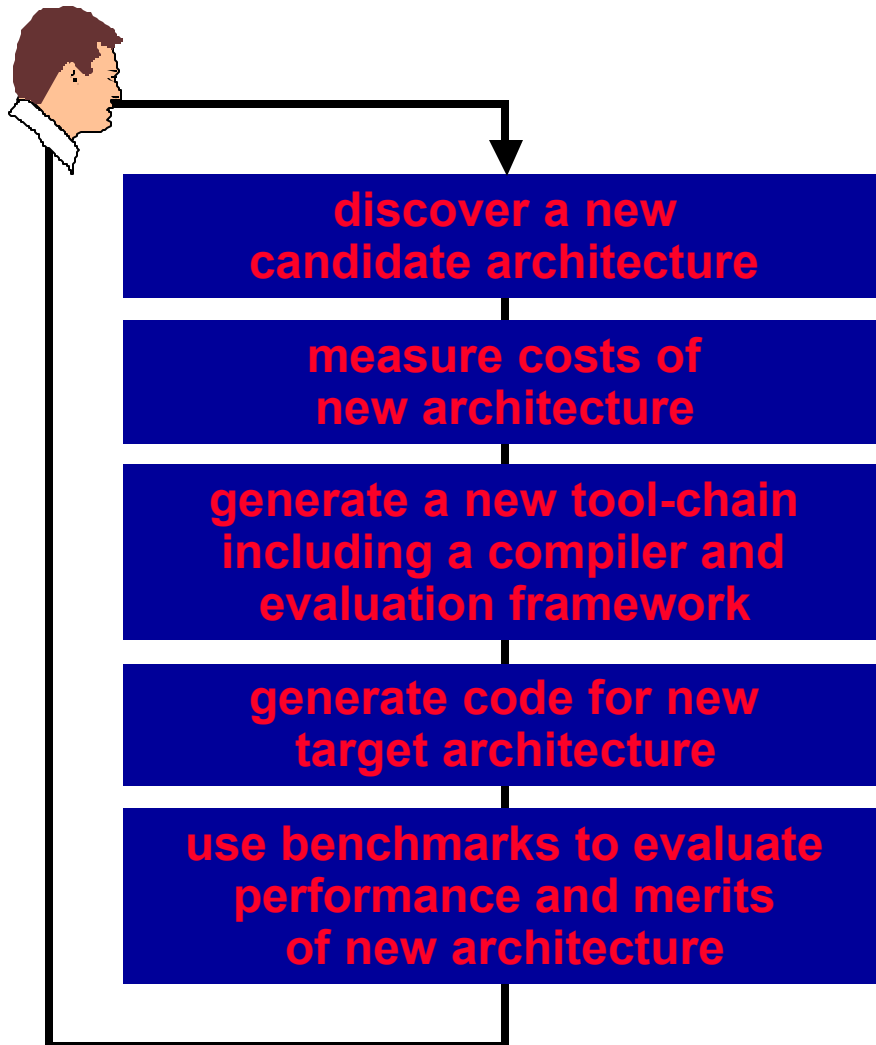 discover a new
candidate architecture
measure costs of
new architecture
generate a new tool-chain
including a compiler and
evaluation framework
generate code for new
target architecture
use benchmarks to evaluate
performance and merits
of new architecture